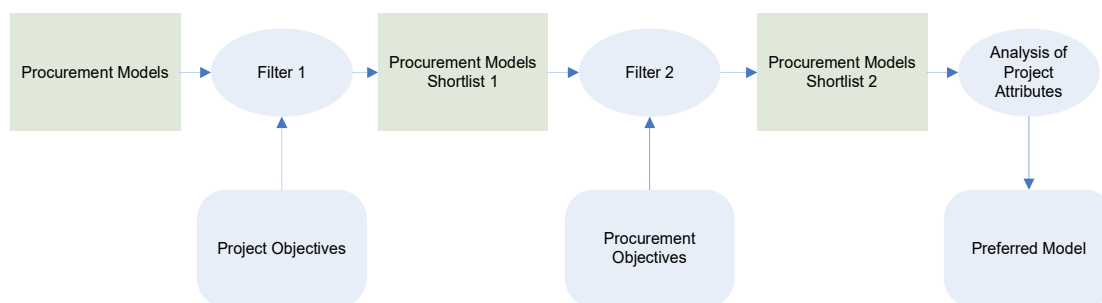 Procurement Models
Filter 1
Procurement Models
Shortlist 1
Filter 2
Procurement Models
Shortlist 2
Analysis of
Project
Attributes
Project Objectives
Procurement
Objectives
Preferred Model